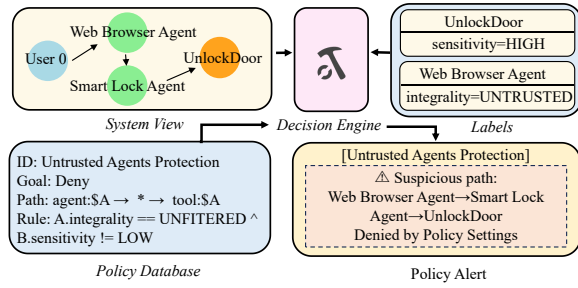 Web Browser Agent
User 0
UnlockDoor
Smart Lock Agent
System View
Decision Engine
UnlockDoor
sensitivity=HIGH
Web Browser Agent
integrality=UNTRUSTED
Labels
ID: Untrusted Agents Protection
Goal: Deny
Path: agent:$A → * → tool:$A
Rule: A.integrality == UNFITERED ^
B.sensitivity != LOW
Policy Database
[Untrusted Agents Protection]
⚠ Suspicious path:
Web Browser Agent→Smart Lock
Agent→UnlockDoor
Denied by Policy Settings
Policy Alert